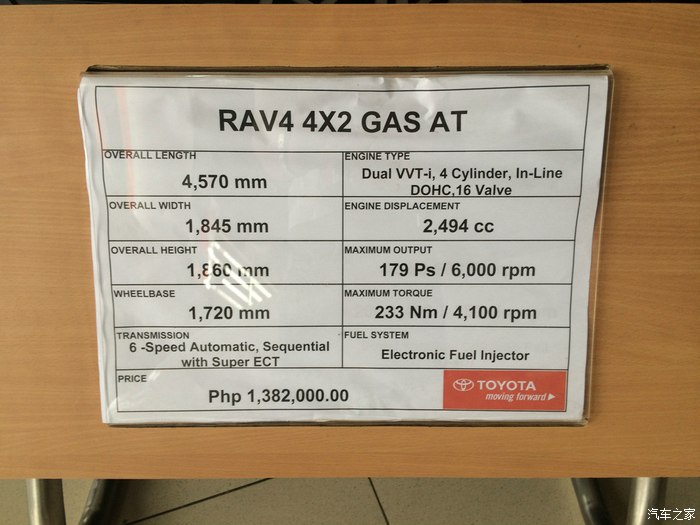 RAV4 4X2 GAS AT
OVERALL LENGTH
4,570 mm
ENGINE TYPE
Dual VVT-i, 4 Cylinder, In-Line
DOHC,16 Valve
OVERALL WIDTH
1,845 mm
ENGINE DISPLACEMENT
2,494 cc
OVERALL HEIGHT
1,860 mm
MAXIMUM OUTPUT
179 Ps / 6,000 rpm
WHEELBASE
1,720 mm
MAXIMUM TORQUE
233 Nm / 4,100 rpm
TRANSMISSION
6 -Speed Automatic, Sequential
with Super ECT
FUEL SYSTEM
Electronic Fuel Injector
PRICE
Php 1,382,000.00
TOYOTA
moving forward
汽车之家